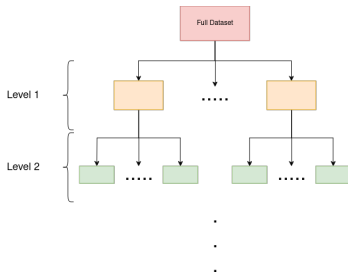 Full Dataset
Level 1
.....
Level 2
..... .....
.
.
.